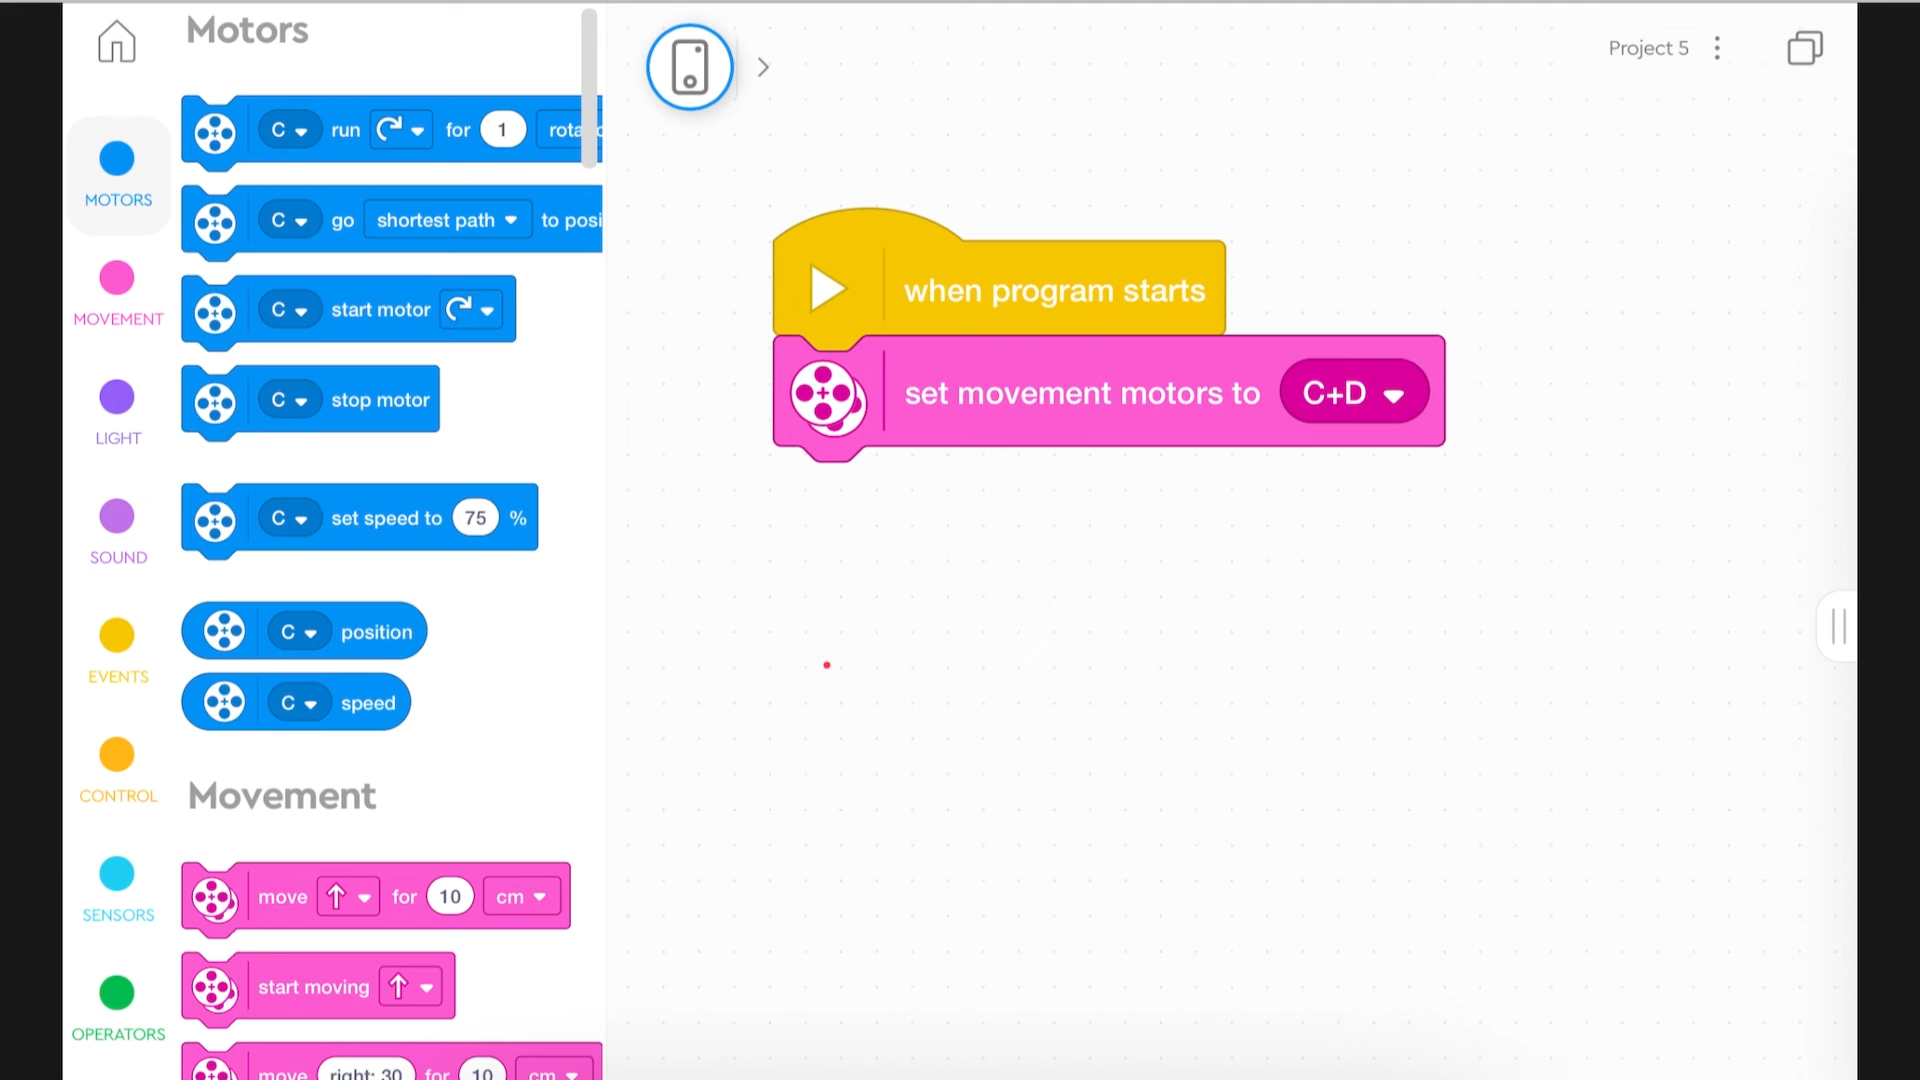 Motors
Project 5
C run for 1
C go shortest path to posi
MOTORS
C start motor
when program starts
MOVEMENT
C stop motor
set movement motors to C+D
LIGHT
C set speed to 75 %
SOUND
C position
EVENTS
C speed
CONTROL
Movement
move for 10 cm
SENSORS
start moving
OPERATORS
move right: 30 for 10 cm